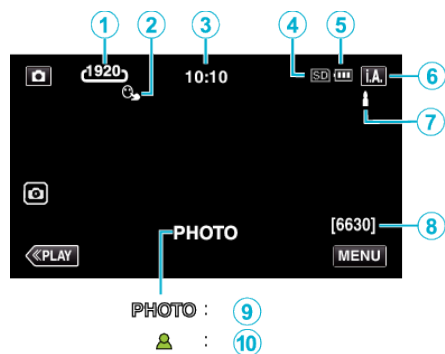 1 2 3 4 5
1920 10:10 SD i.A. 6
7
PHOTO [6630] 8
≪PLAY MENU
PHOTO : 9
: 10